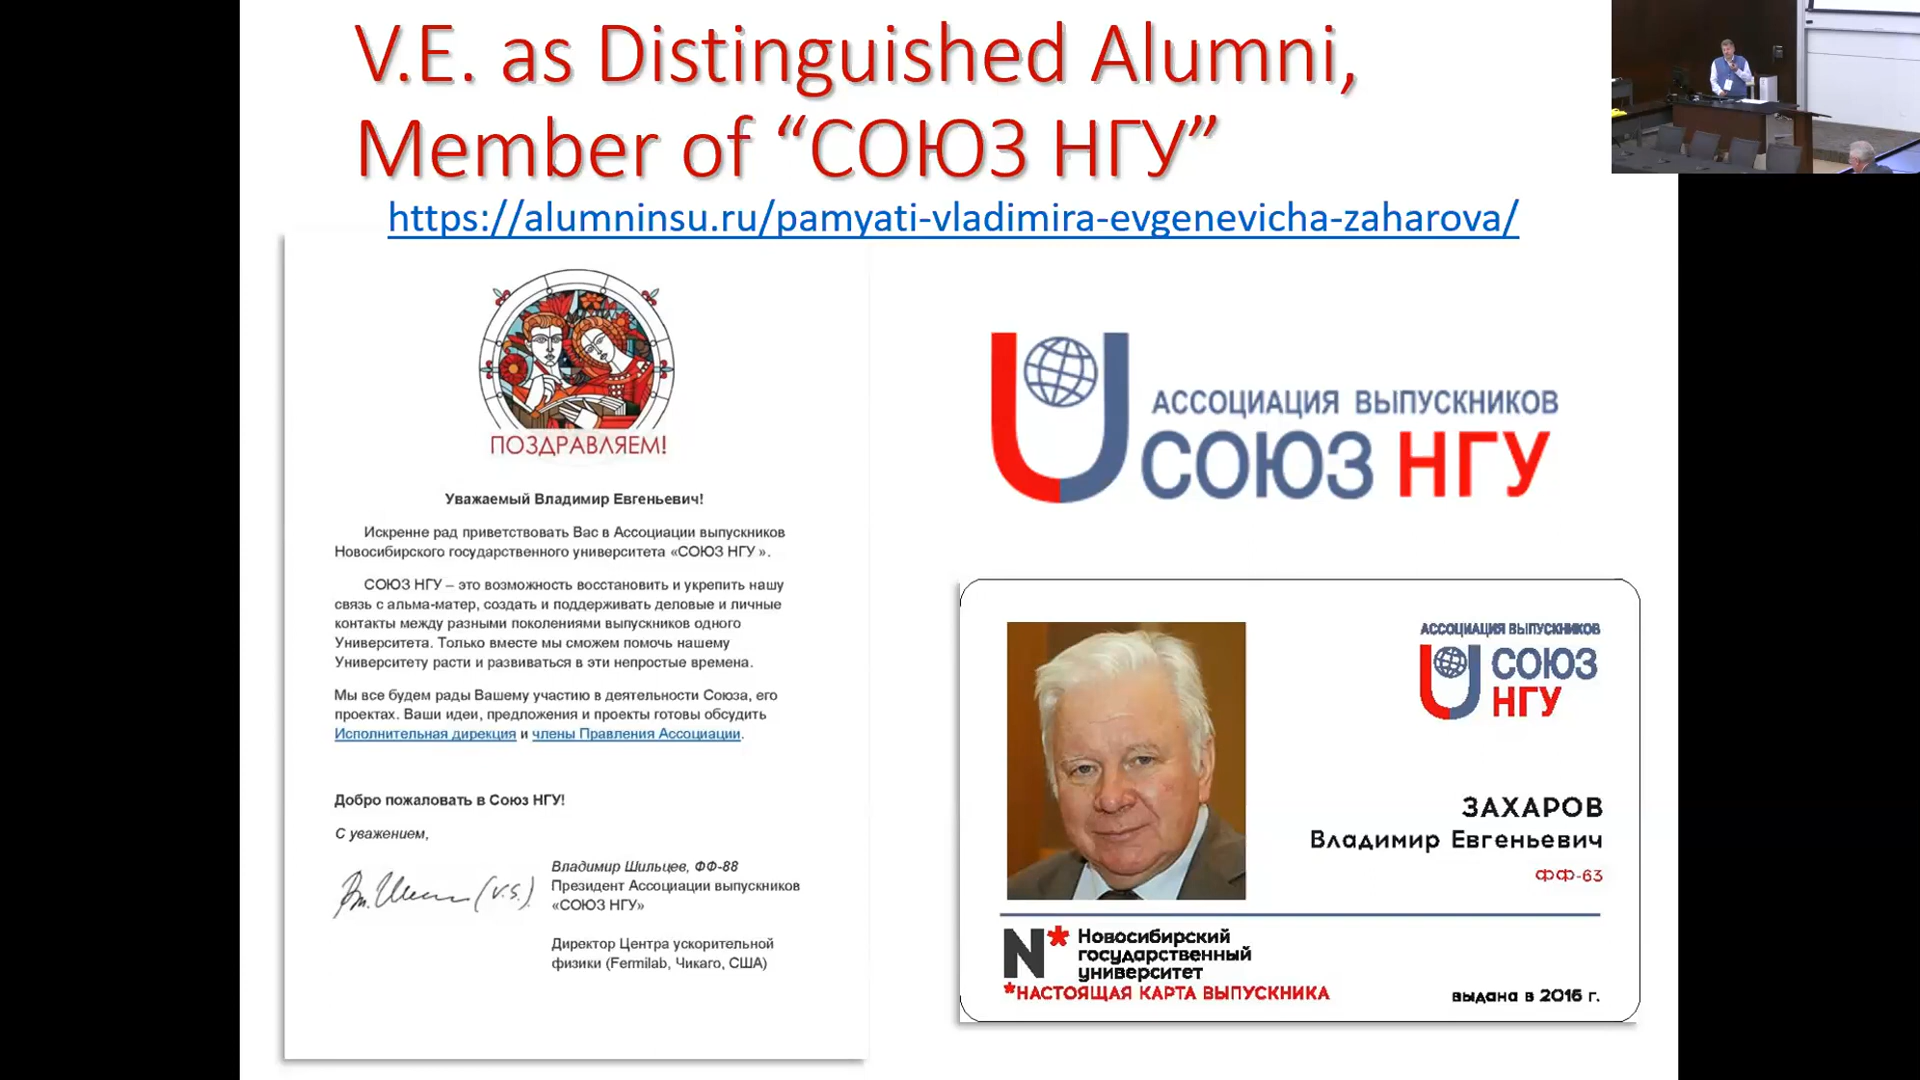 V.E. as Distinguished Alumni,
Member of “СОЮЗ НГУ”
https://alumninsu.ru/pamyati-vladimira-evgenevicha-zaharova/
ПОЗДРАВЛЯЕМ!
Уважаемый Владимир Евгеньевич!
Искренне рад приветствовать Вас в Ассоциации выпускников
Новосибирского государственного университета «СОЮЗ НГУ».
СОЮЗ НГУ – это возможность восстановить и укрепить нашу
связь с альма-матер, создать и поддерживать деловые и личные
контакты между разными поколениями выпускников одного
Университета. Только вместе мы сможем помочь нашему
Университету расти и развиваться в эти непростые времена.
Мы все будем рады Вашему участию в деятельности Союза, его
проектах. Ваши идеи, предложения и проекты готовы обсудить
Исполнительная дирекция и члены Правления Ассоциации.
Добро пожаловать в Союз НГУ!
С уважением,
(V.S.)
Владимир Шильцев, ФФ-88
Президент Ассоциации выпускников
«СОЮЗ НГУ»
Директор Центра ускорительной
физики (Fermilab, Чикаго, США)
АССОЦИАЦИЯ ВЫПУСКНИКОВ
СОЮЗ НГУ
АССОЦИАЦИЯ ВЫПУСКНИКОВ
СОЮЗ
НГУ
ЗАХАРОВ
Владимир Евгеньевич
ФФ-63
N*
Новосибирский
государственный
университет
*НАСТОЯЩАЯ КАРТА ВЫПУСКНИКА
выдана в 2016 г.